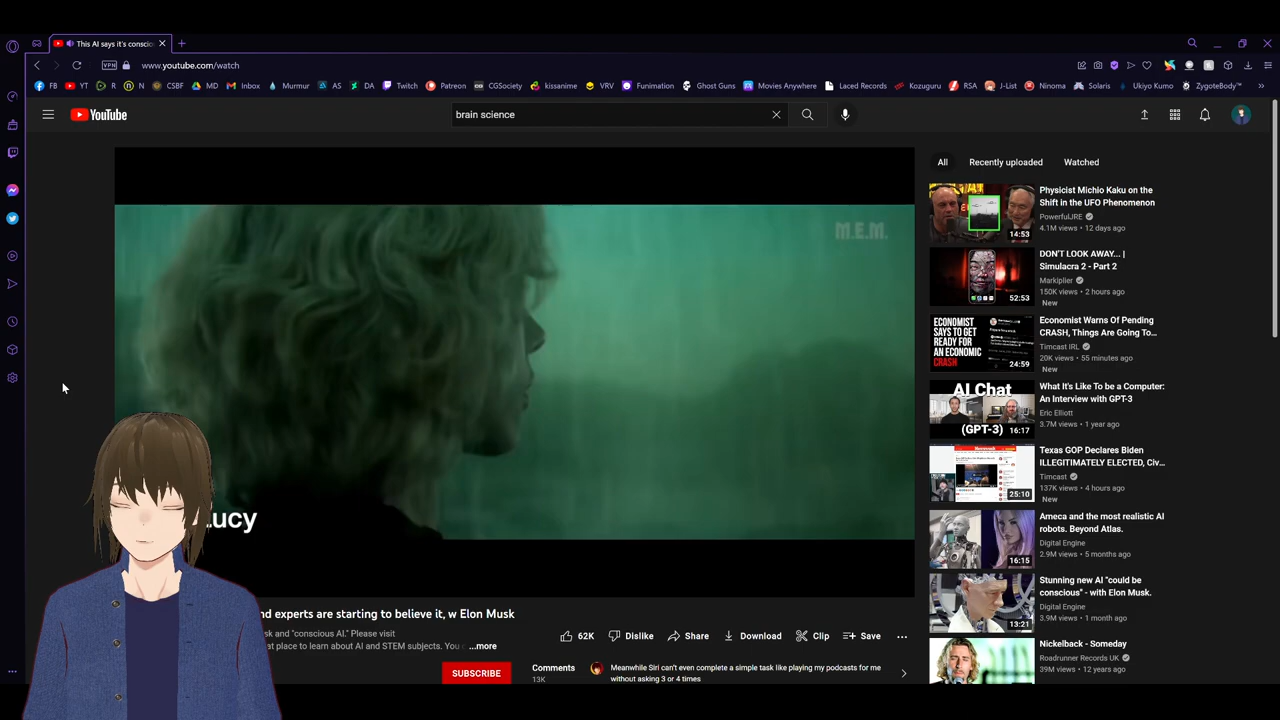 This AI says it's conscio
www.youtube.com/watch
VPN
FB
YT
R
N
CSBF
MD
Inbox
Murmur
AS
DA
Twitch
Patreon
CGSociety
kissanime
VRV
Funimation
Ghost Guns
Movies Anywhere
Laced Records
Kozuguru
RSA
J-List
Ninoma
Solaris
Ukiyo Kumo
ZygoteBody™
YouTube
brain science
All
Recently uploaded
Watched
M.E.M.
ucy
nd experts are starting to believe it, w Elon Musk
sk and "conscious AI." Please visit
at place to learn about AI and STEM subjects. You
...more
62K
Dislike
Share
Download
Clip
Save
SUBSCRIBE
Comments
13K
Meanwhile Siri can't even complete a simple task like playing my podcasts for me
without asking 3 or 4 times
14:53
Physicist Michio Kaku on the
Shift in the UFO Phenomenon
PowerfulJRE
4.1M views • 12 days ago
52:53
DON'T LOOK AWAY... |
Simulacra 2 - Part 2
Markiplier
150K views • 2 hours ago
New
ECONOMIST
SAYS TO GET
READY FOR
AN ECONOMIC
CRASH
24:59
Economist Warns Of Pending
CRASH, Things Are Going To...
Timcast IRL
20K views • 55 minutes ago
New
AI Chat
(GPT-3)
16:17
What It's Like To be a Computer:
An Interview with GPT-3
Eric Elliott
3.7M views • 1 year ago
25:10
Texas GOP Declares Biden
ILLEGITIMATELY ELECTED, Civ...
Timcast
137K views • 4 hours ago
New
16:15
Ameca and the most realistic AI
robots. Beyond Atlas.
Digital Engine
2.9M views • 5 months ago
13:21
Stunning new AI "could be
conscious" - with Elon Musk.
Digital Engine
3.9M views • 1 month ago
Nickelback - Someday
Roadrunner Records UK
39M views • 12 years ago